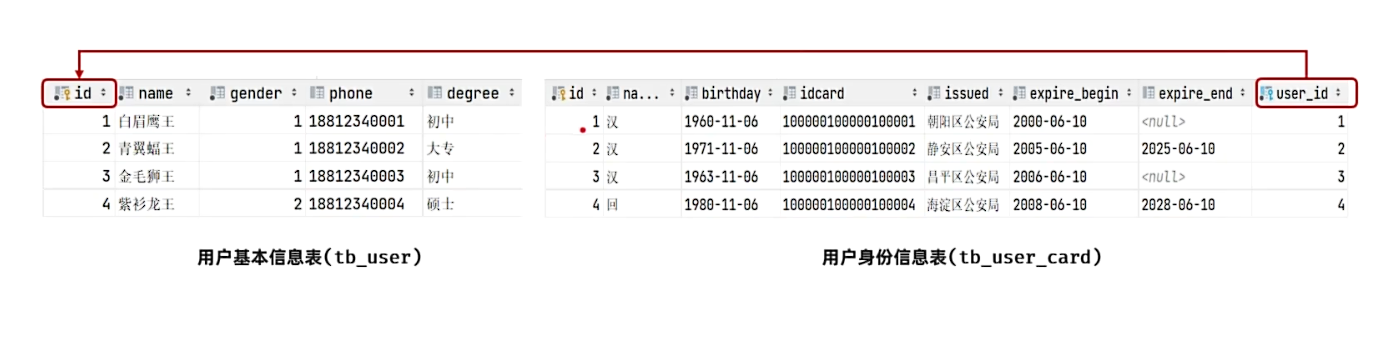 id name gender phone degree
1 白眉鹰王 1 18812340001 初中
2 青翼蝠王 1 18812340002 大专
3 金毛狮王 1 18812340003 初中
4 紫衫龙王 2 18812340004 硕士
用户基本信息表(tb_user)
id na... birthday idcard issued expire_begin expire_end user_id
1 汉 1960-11-06 100000100000100001 朝阳区公安局 2000-06-10 <null> 1
2 汉 1971-11-06 100000100000100002 静安区公安局 2005-06-10 2025-06-10 2
3 汉 1963-11-06 100000100000100003 昌平区公安局 2006-06-10 <null> 3
4 回 1980-11-06 100000100000100004 海淀区公安局 2008-06-10 2028-06-10 4
用户身份信息表(tb_user_card)